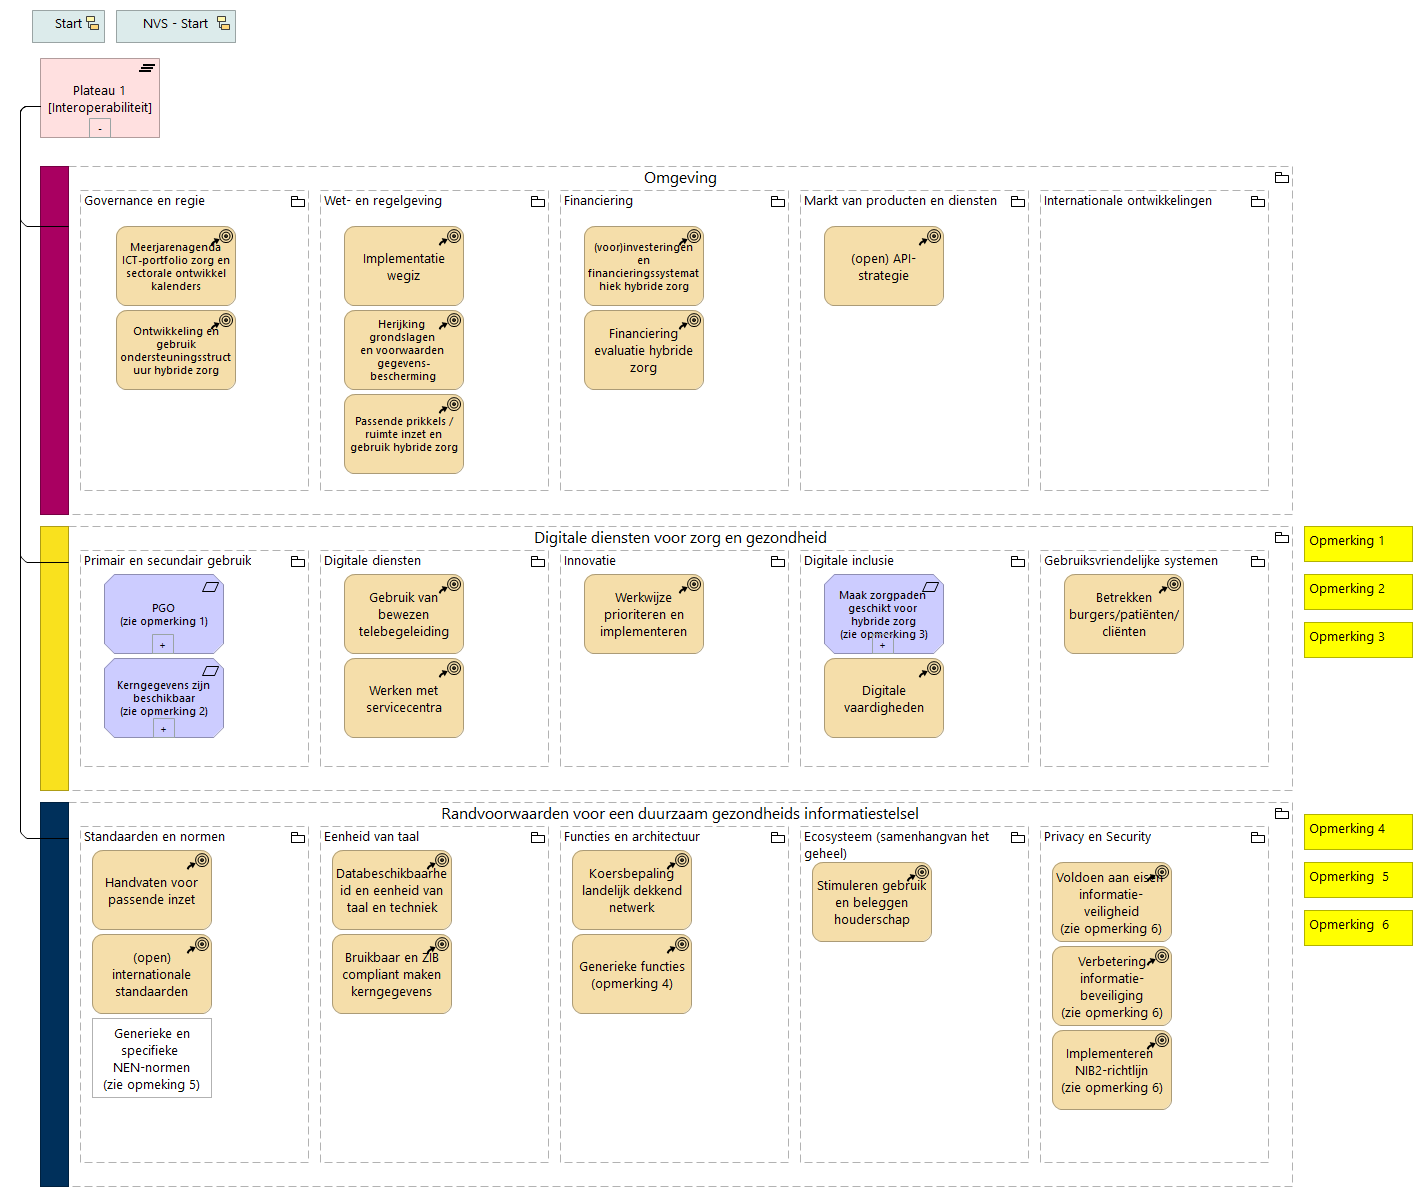 Start
NVS - Start
Plateau 1
[Interoperabiliteit]
-
Omgeving
Governance en regie
Meerjarenagenda
ICT-portfolio zorg en
sectorale ontwikkel
kalenders
Ontwikkeling en
gebruik
ondersteuningsstruct
uur hybride zorg
Wet- en regelgeving
Implementatie
wegiz
Herijking
grondslagen
en voorwaarden
gegevens-
bescherming
Passende prikkels /
ruimte inzet en
gebruik hybride zorg
Financiering
(voor)investeringen
en
financieringssystemat
hiek hybride zorg
Financiering
evaluatie hybride
zorg
Markt van producten en diensten
(open) API-
strategie
Internationale ontwikkelingen
Digitale diensten voor zorg en gezondheid
Primair en secundair gebruik
PGO
(zie opmerking 1)
+
Kerngegevens zijn
beschikbaar
(zie opmerking 2)
+
Digitale diensten
Gebruik van
bewezen
telebegeleiding
Werken met
servicecentra
Innovatie
Werkwijze
prioriteren en
implementeren
Digitale inclusie
Maak zorgpaden
geschikt voor
hybride zorg
(zie opmerking 3)
+
Digitale
vaardigheden
Gebruiksvriendelijke systemen
Betrekken
burgers/patiënten/
cliënten
Opmerking 1
Opmerking 2
Opmerking 3
Randvoorwaarden voor een duurzaam gezondheids informatiestelsel
Standaarden en normen
Handvaten voor
passende inzet
(open)
internationale
standaarden
Generieke en
specifieke
NEN-normen
(zie opmeking 5)
Eenheid van taal
Databeschikbaarhe
id en eenheid van
taal en techniek
Bruikbaar en ZIB
compliant maken
kerngegevens
Functies en architectuur
Koersbepaling
landelijk dekkend
netwerk
Generieke functies
(opmerking 4)
Ecosysteem (samenhangvan het
geheel)
Stimuleren gebruik
en beleggen
houderschap
Privacy en Security
Voldoen aan eisen
informatie-
veiligheid
(zie opmerking 6)
Verbetering
informatie-
beveiliging
(zie opmerking 6)
Implementeren
NIB2-richtlijn
(zie opmerking 6)
Opmerking 4
Opmerking  5
Opmerking  6